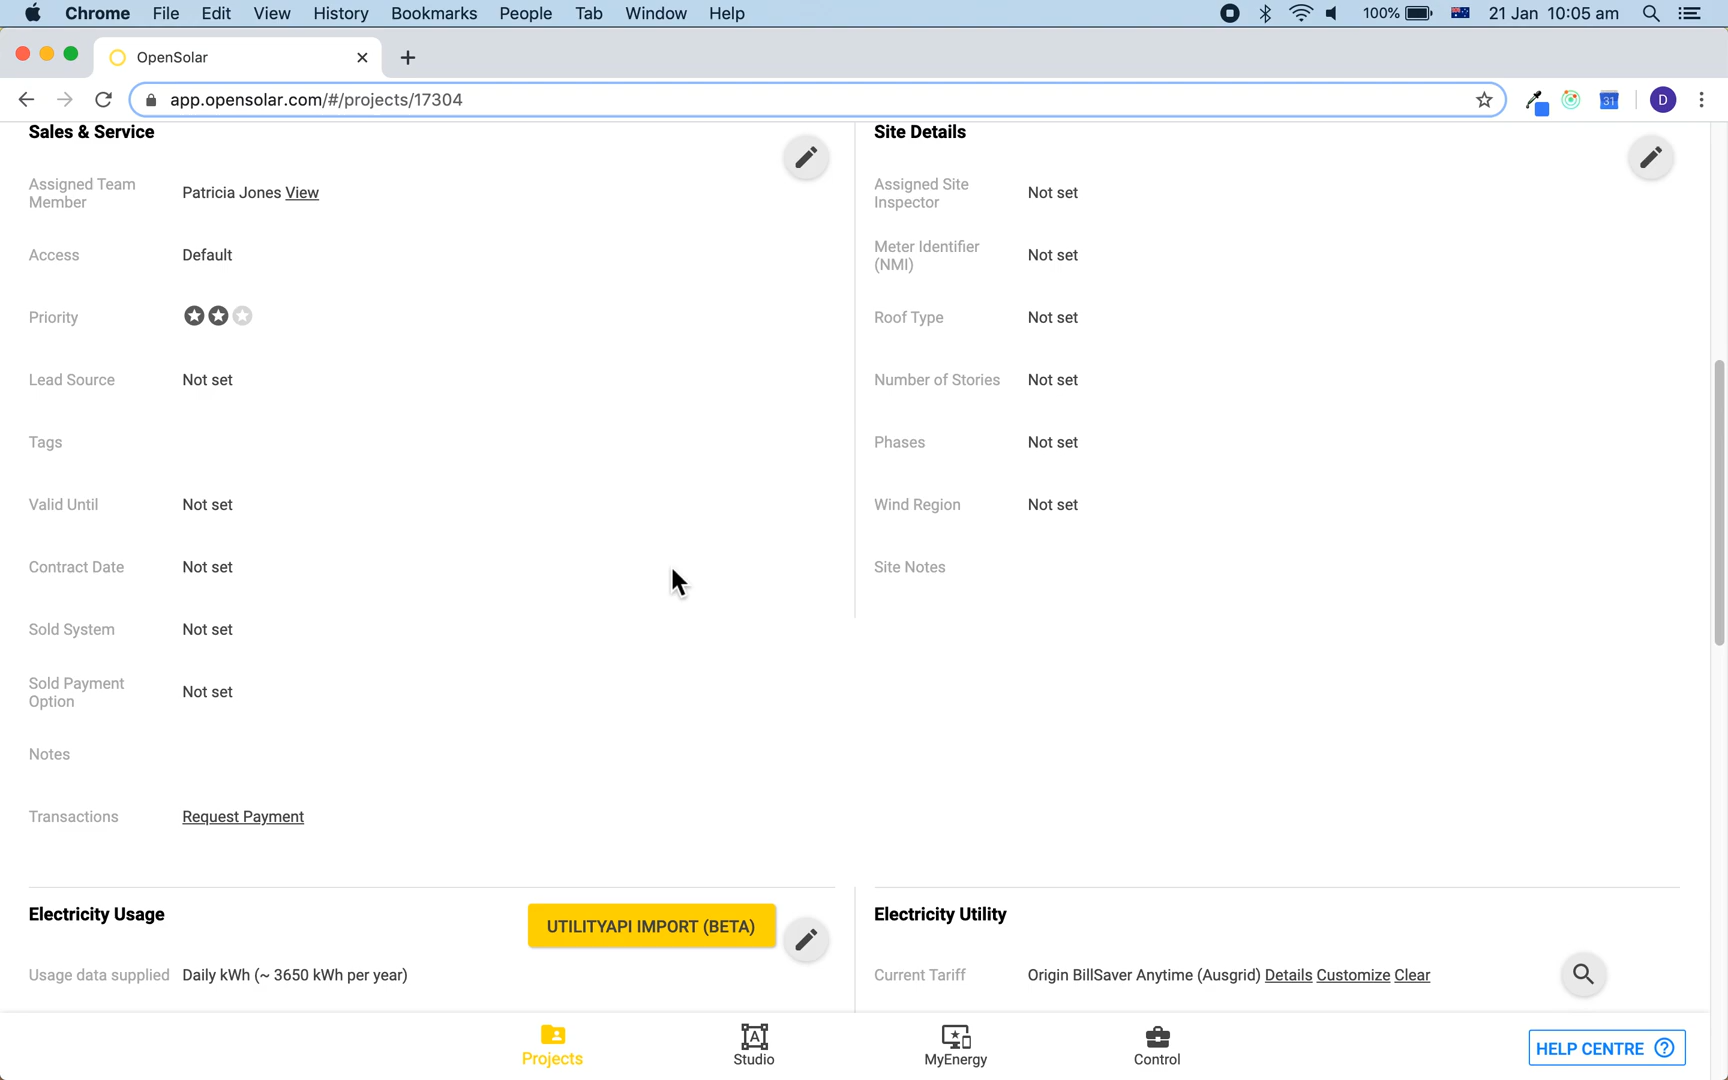 Chrome File Edit View History Bookmarks People Tab Window Help
100% 21 Jan 10:05 am
OpenSolar
app.opensolar.com/#/projects/17304
31
D
Sales & Service
Assigned Team
Member
Patricia Jones View
Access
Default
Priority
Lead Source
Not set
Tags
Valid Until
Not set
Contract Date
Not set
Sold System
Not set
Sold Payment
Option
Not set
Notes
Transactions
Request Payment
Site Details
Assigned Site
Inspector
Not set
Meter Identifier
(NMI)
Not set
Roof Type
Not set
Number of Stories
Not set
Phases
Not set
Wind Region
Not set
Site Notes
Electricity Usage
UTILITYAPI IMPORT (BETA)
Usage data supplied
Daily kWh (~ 3650 kWh per year)
Electricity Utility
Current Tariff
Origin BillSaver Anytime (Ausgrid) Details Customize Clear
Projects
A
Studio
MyEnergy
Control
HELP CENTRE ?